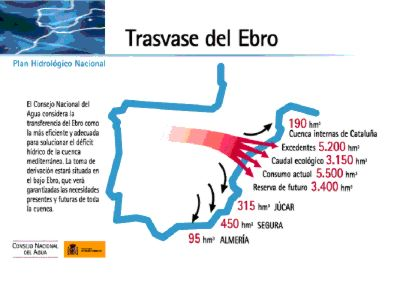 Trasvase del Ebro
Plan Hidrológico Nacional
El Consejo Nacional del
Agua considera la
transferencia del Ebro como
la más eficiente y adecuada
para solucionar el déficit
hídrico de la cuenca
mediterráneo. La toma de
derivación estará situada en
el bajo Ebro, que verá
garantizadas las necesidades
presentes y futuras de toda
la cuenca.
190 hm³
Cuenca internas de Cataluña
Excedentes 5.200 hm³
Caudal ecológico 3.150 hm³
Consumo actual 5.500 hm³
Reserva de futuro 3.400 hm³
315 hm³ JÚCAR
450 hm³ SEGURA
95 hm³ ALMERÍA
CONSEJO NACIONAL
DEL AGUA